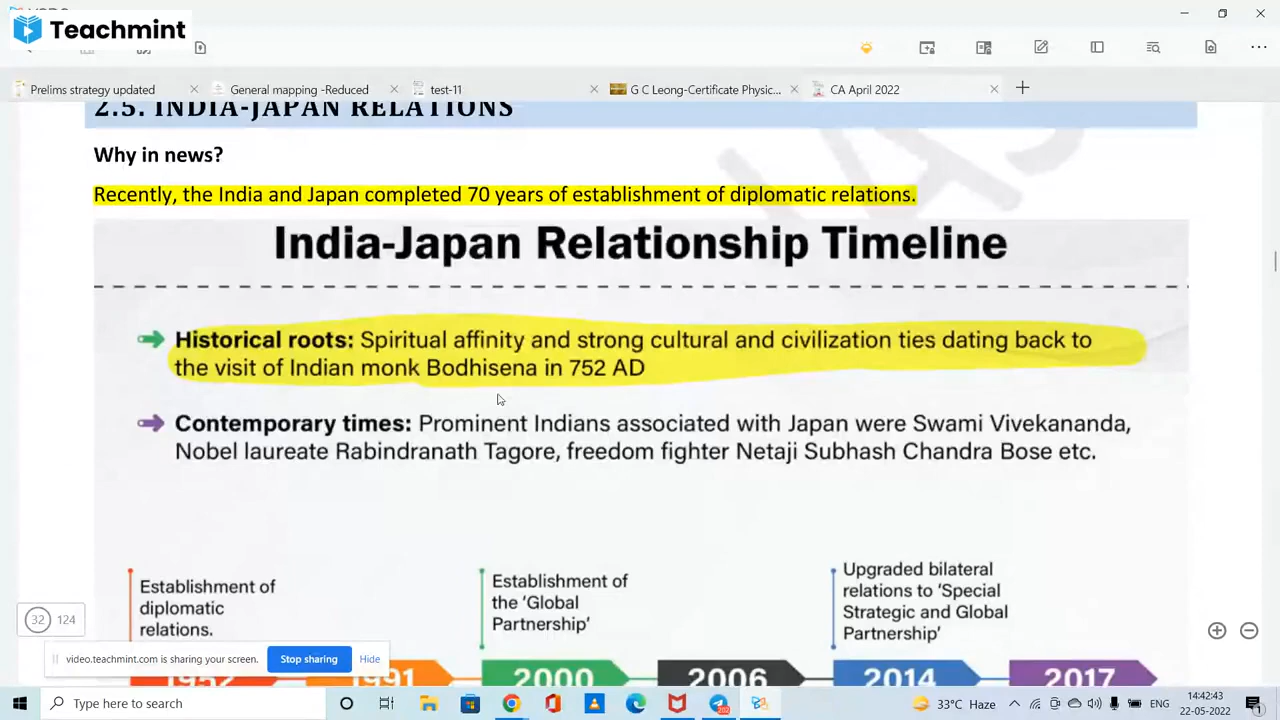 Teachmint
Prelims strategy updated
General mapping -Reduced
test-11
G C Leong-Certificate Physic...
CA April 2022
2.5. INDIA-JAPAN RELATIONS
Why in news?
Recently, the India and Japan completed 70 years of establishment of diplomatic relations.
India-Japan Relationship Timeline
Historical roots: Spiritual affinity and strong cultural and civilization ties dating back to
the visit of Indian monk Bodhisena in 752 AD
Contemporary times: Prominent Indians associated with Japan were Swami Vivekananda,
Nobel laureate Rabindranath Tagore, freedom fighter Netaji Subhash Chandra Bose etc.
Establishment of
diplomatic
relations.
Establishment of
the ‘Global
Partnership’
Upgraded bilateral
relations to ‘Special
Strategic and Global
Partnership’
32 124
video.teachmint.com is sharing your screen. Stop sharing Hide
1952 1991 2000 2006 2014 2017
Type here to search
33°C Haze
ENG
14:42:43
22-05-2022